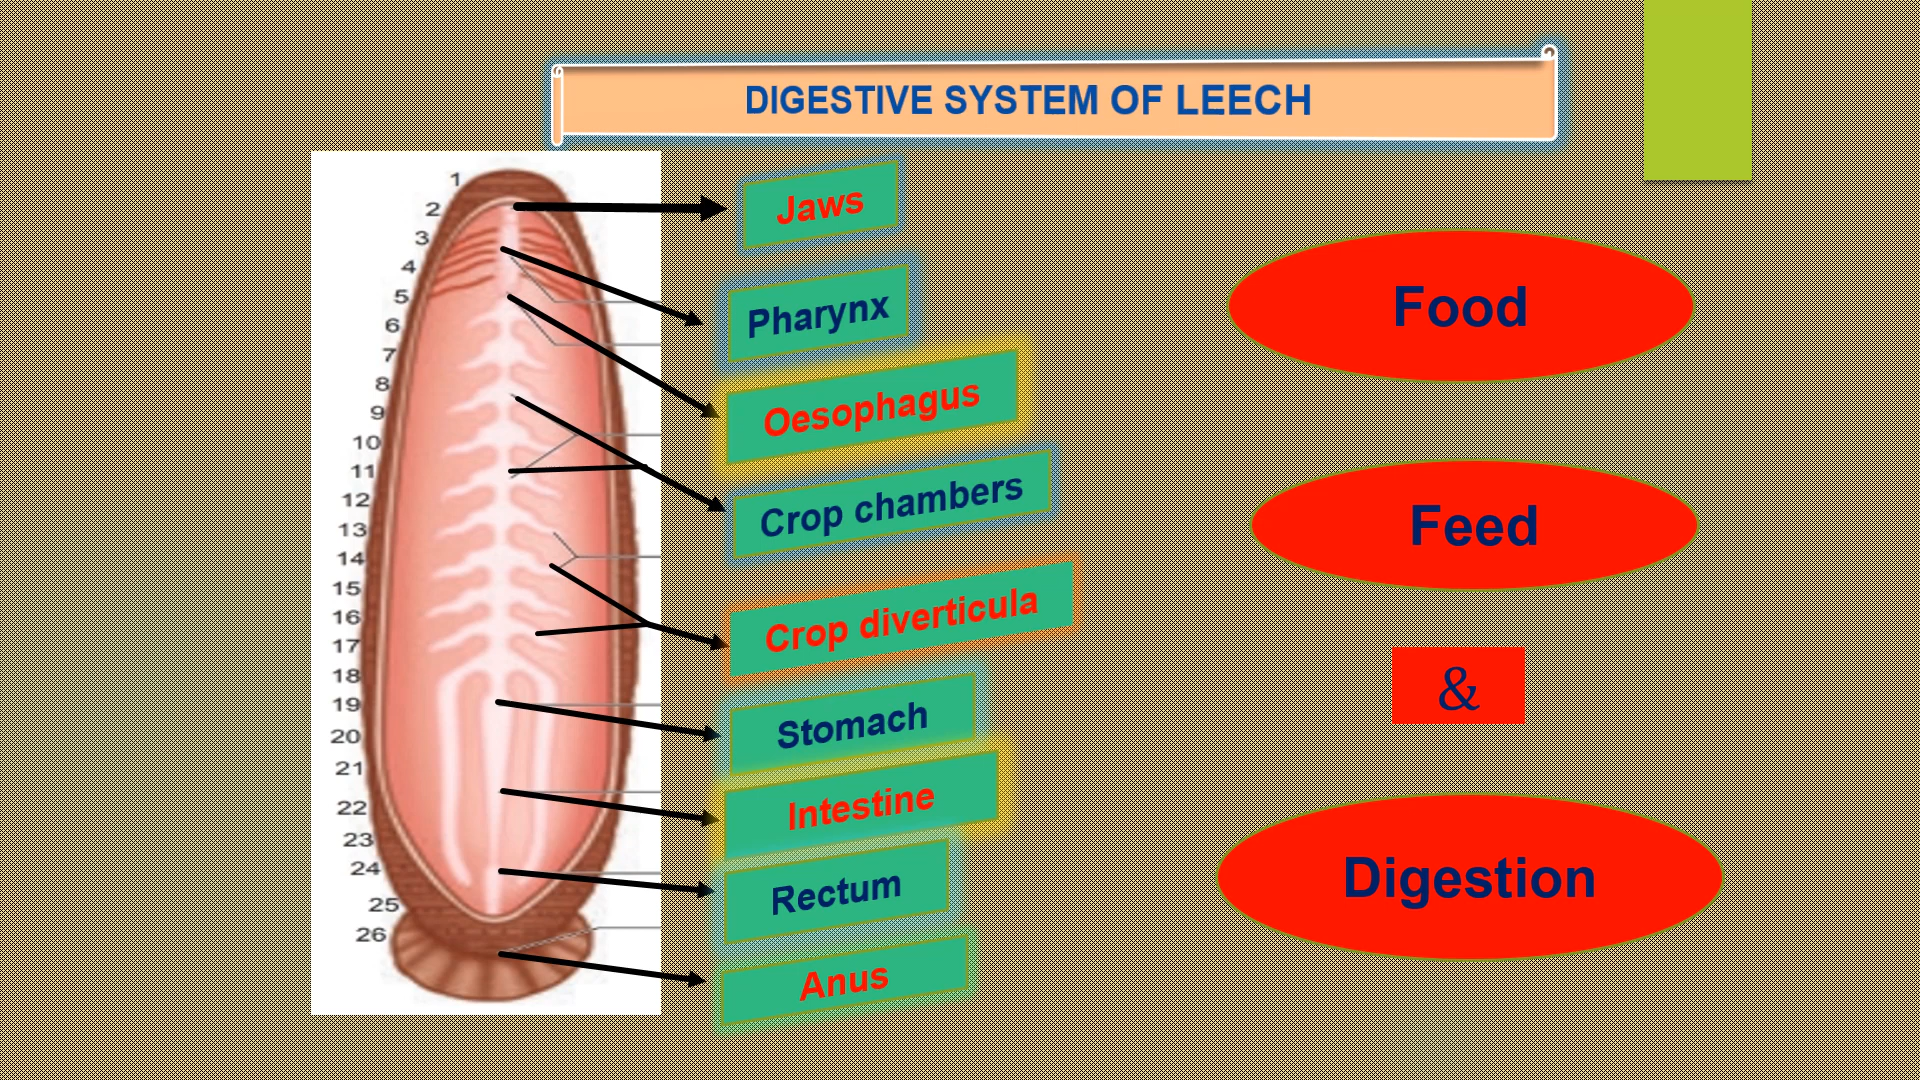 DIGESTIVE SYSTEM OF LEECH
1
2
3
4
5
6
7
8
9
10
11
12
13
14
15
16
17
18
19
20
21
22
23
24
25
26
Jaws
Pharynx
Oesophagus
Crop chambers
Crop diverticula
Stomach
Intestine
Rectum
Anus
Food
Feed
&
Digestion